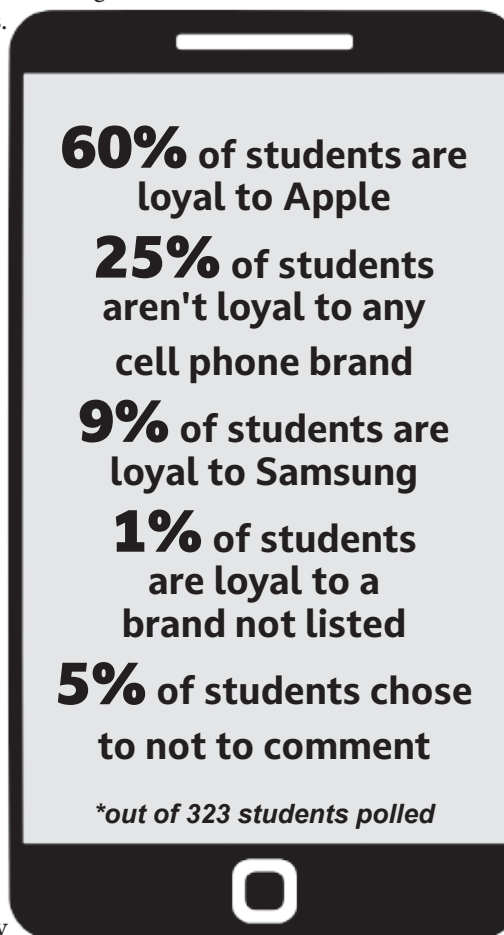 60% of students are
loyal to Apple
25% of students
aren't loyal to any
cell phone brand
9% of students are
loyal to Samsung
1% of students
are loyal to a
brand not listed
5% of students chose
to not to comment
*out of 323 students polled